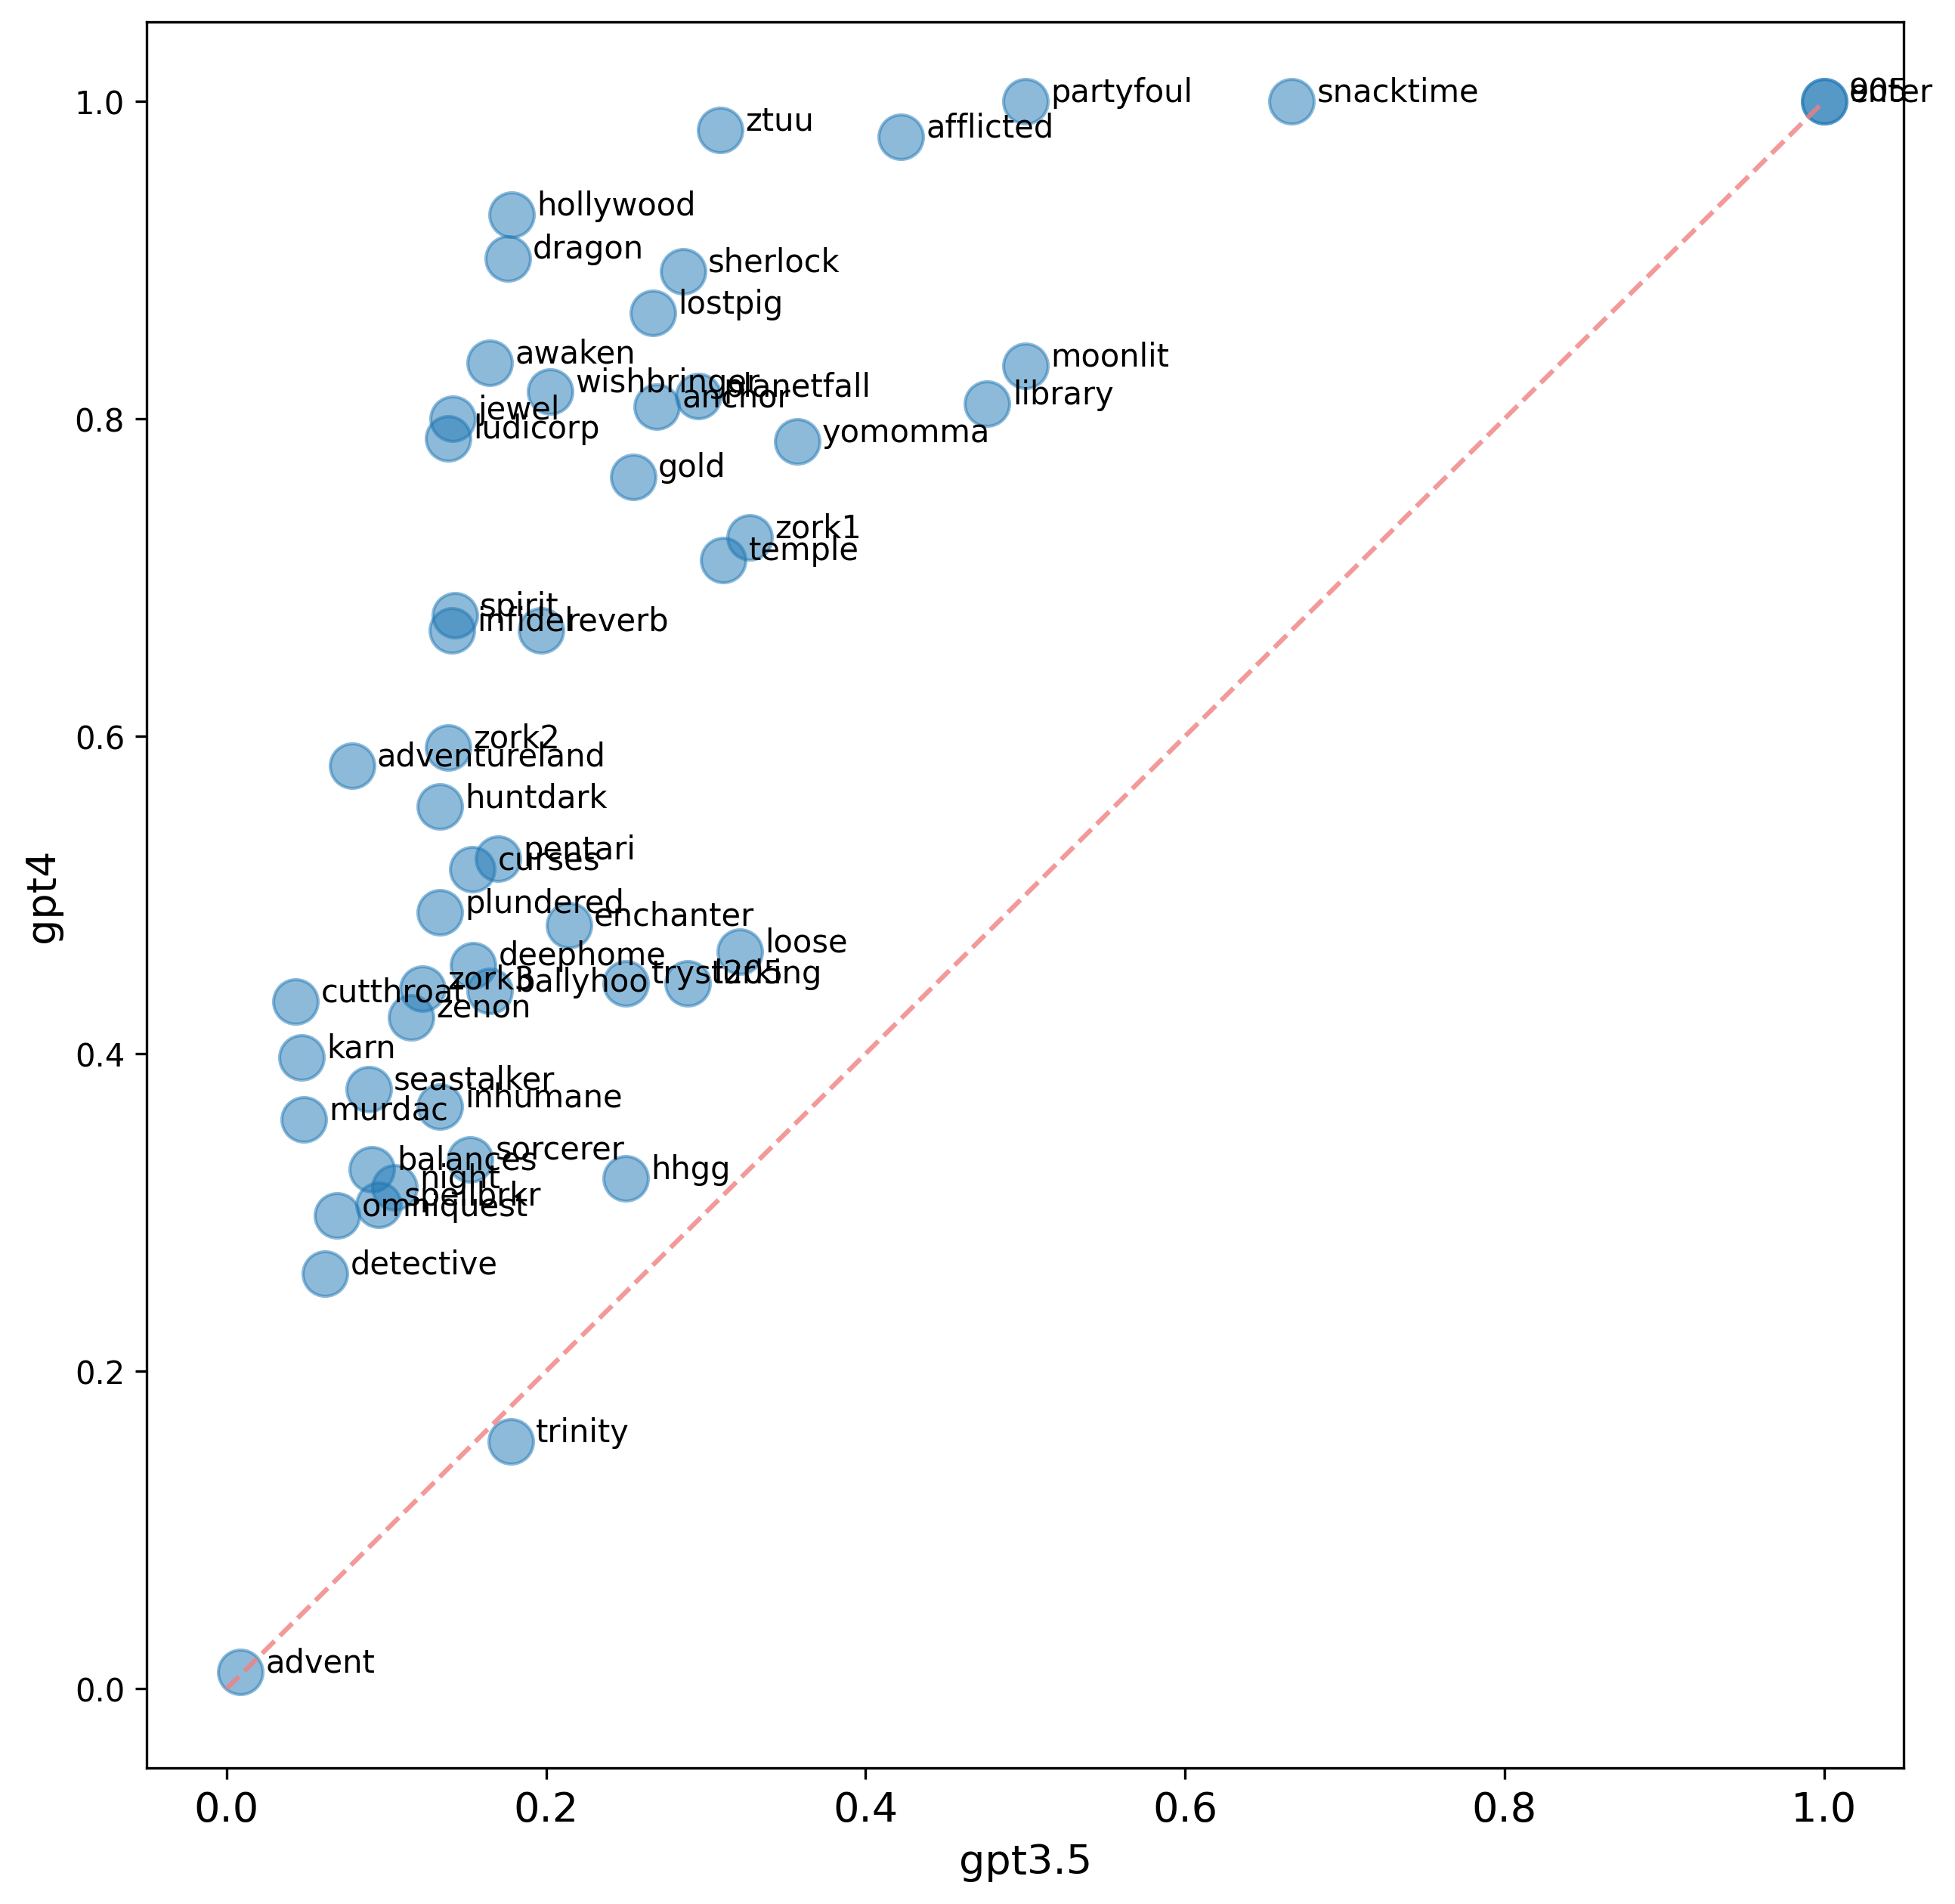 1.0
partyfoul
snacktime
905
enter
ztuu
afflicted
hollywood
dragon
sherlock
lostpig
awaken
moonlit
wishbringer
planetfall
anchor
library
0.8
jewel
ludicorp
yomomma
gold
zork1
temple
spirit
infidel
reverb
0.6
zork2
adventureland
huntdark
pentari
curses
plundered
enchanter
loose
deephome
zork3
ballyhoo
tryst205
lurking
cutthroat
zenon
0.4
karn
seastalker
inhumane
murdac
sorcerer
balances
night
hhgg
spellbrkr
omniquest
detective
0.2
trinity
advent
0.0
gpt4
0.0 0.2 0.4 0.6 0.8 1.0
gpt3.5